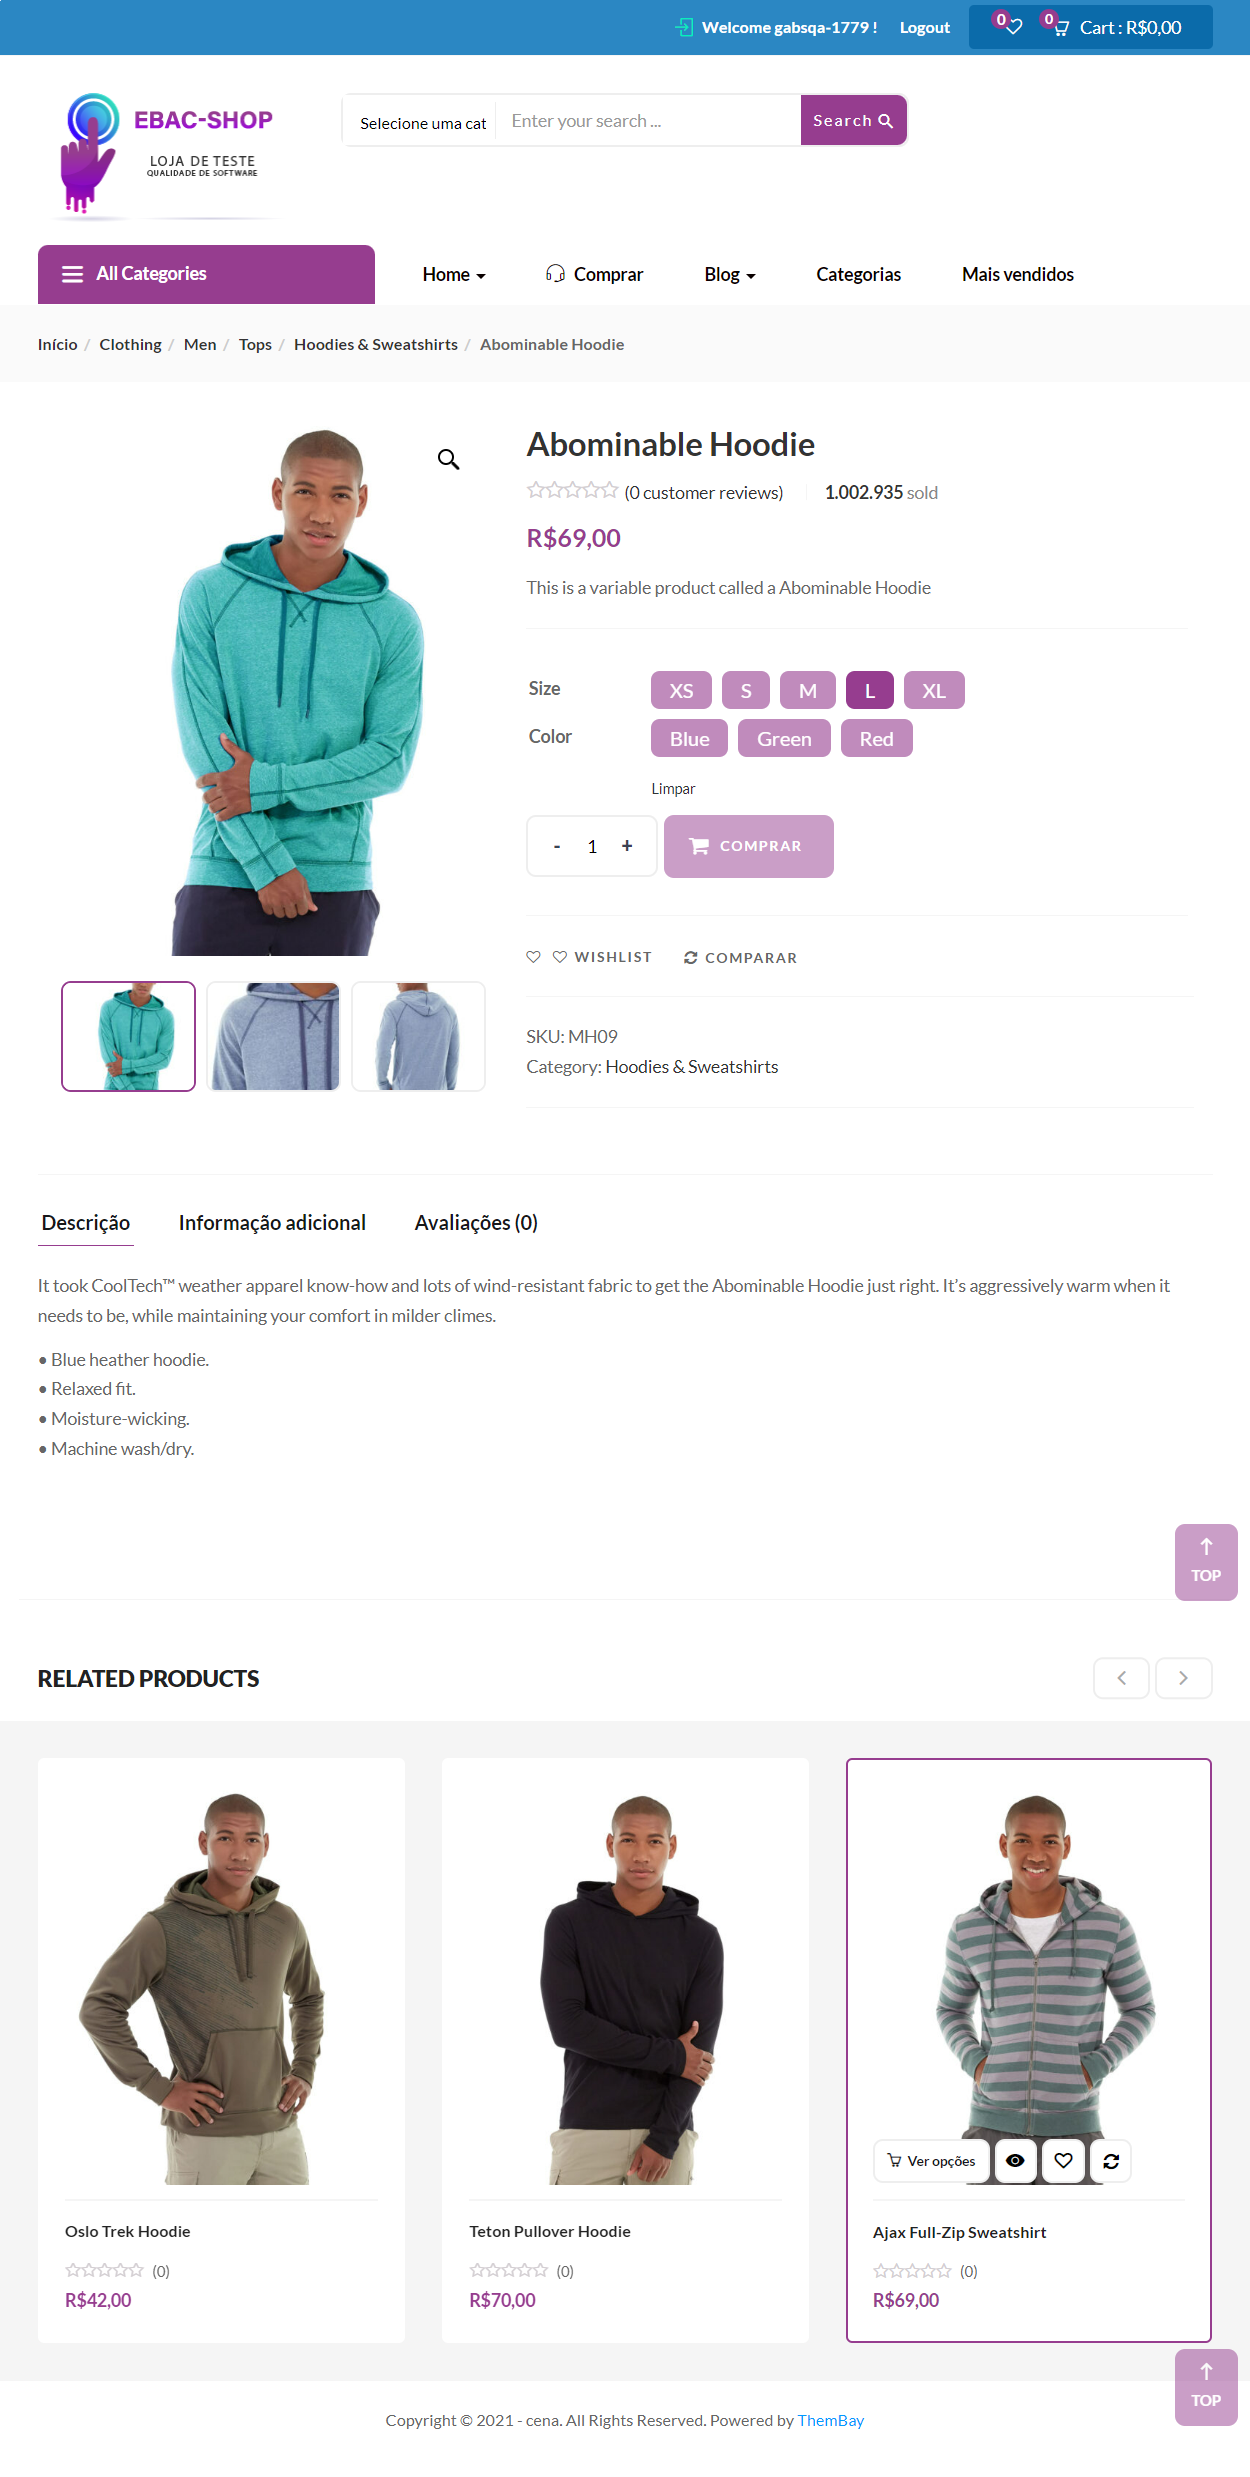 Welcome gabsqa-1779 ! Logout 0 0 Cart : R$0,00
EBAC-SHOP
LOJA DE TESTE
QUALIDADE DE SOFTWARE
Selecione uma cat Enter your search ... Search
All Categories Home Comprar Blog Categorias Mais vendidos
Início / Clothing / Men / Tops / Hoodies & Sweatshirts / Abominable Hoodie
Abominable Hoodie
(0 customer reviews) 1.002.935 sold
R$69,00
This is a variable product called a Abominable Hoodie
Size XS S M L XL
Color Blue Green Red
Limpar
- 1 + COMPRAR
WISHLIST COMPARAR
SKU: MH09
Category: Hoodies & Sweatshirts
Descrição Informação adicional Avaliações (0)
It took CoolTech™ weather apparel know-how and lots of wind-resistant fabric to get the Abominable Hoodie just right. It’s aggressively warm when it
needs to be, while maintaining your comfort in milder climes.
• Blue heather hoodie.
• Relaxed fit.
• Moisture-wicking.
• Machine wash/dry.
TOP
RELATED PRODUCTS
Ver opções
Oslo Trek Hoodie
(0)
R$42,00
Teton Pullover Hoodie
(0)
R$70,00
Ajax Full-Zip Sweatshirt
(0)
R$69,00
TOP
Copyright © 2021 - cena. All Rights Reserved. Powered by ThemBay